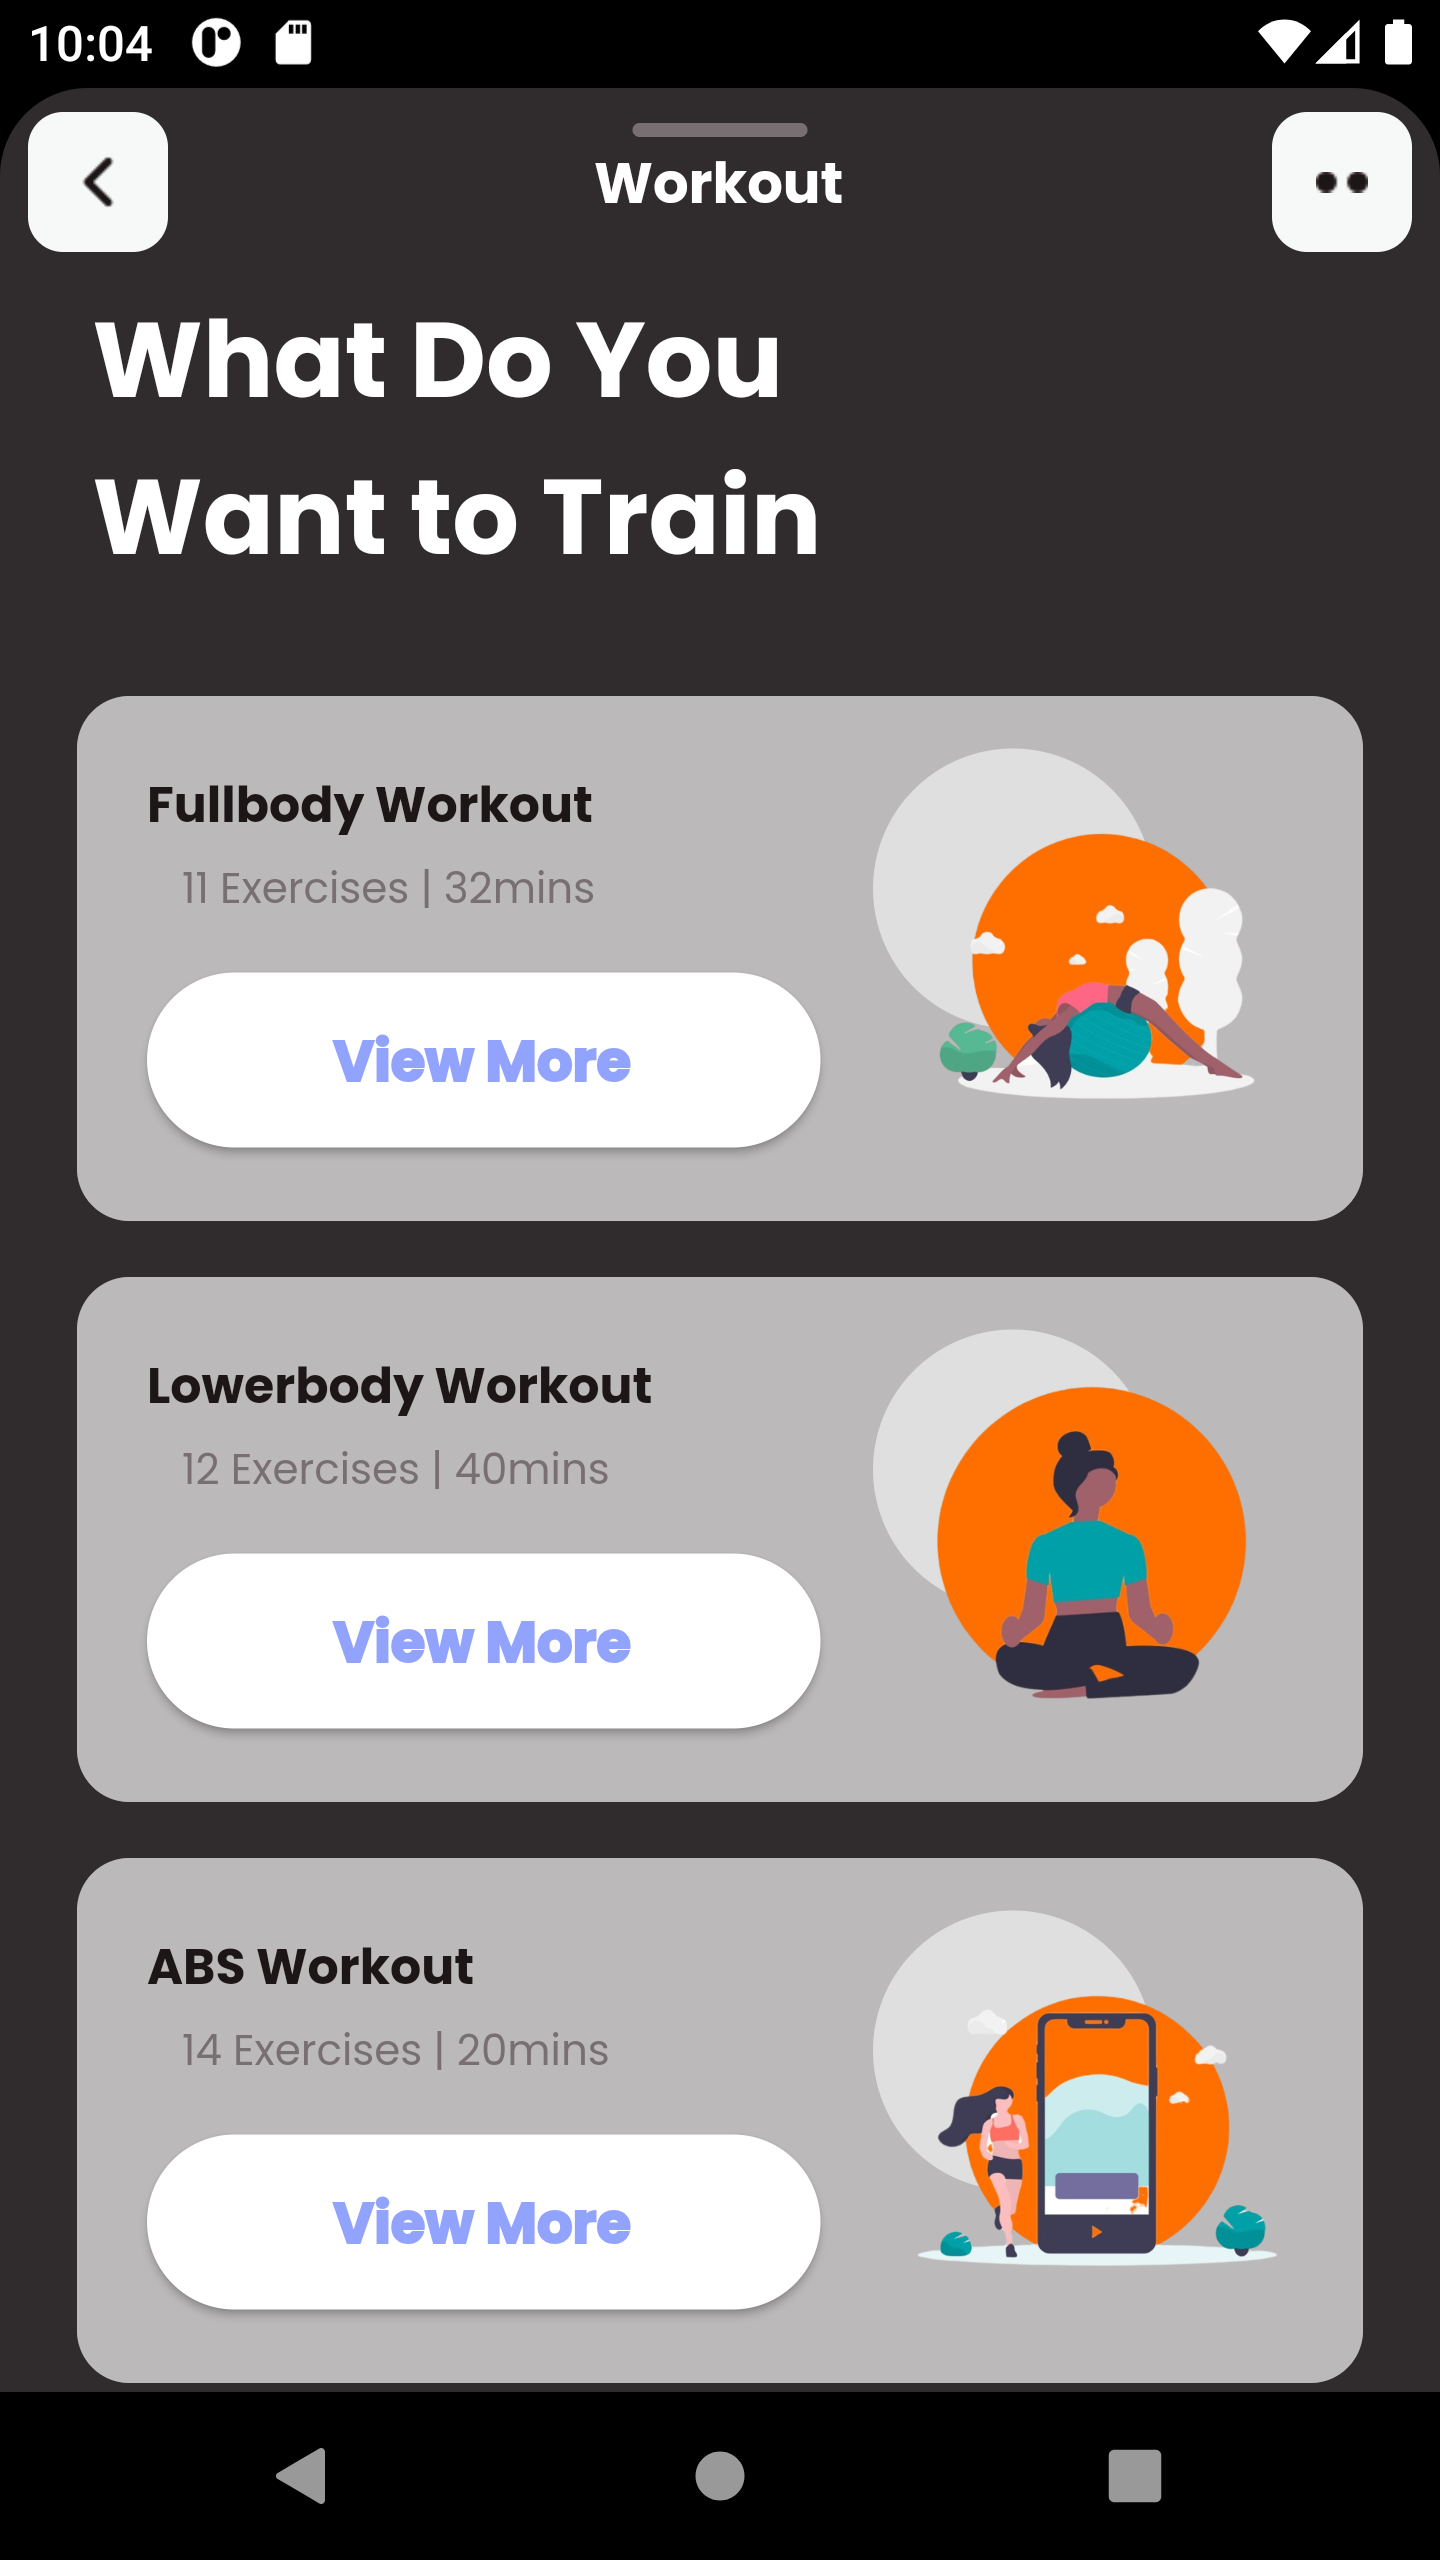 10:04
Workout
What Do You
Want to Train
Fullbody Workout
11 Exercises | 32mins
View More
Lowerbody Workout
12 Exercises | 40mins
View More
ABS Workout
14 Exercises | 20mins
View More